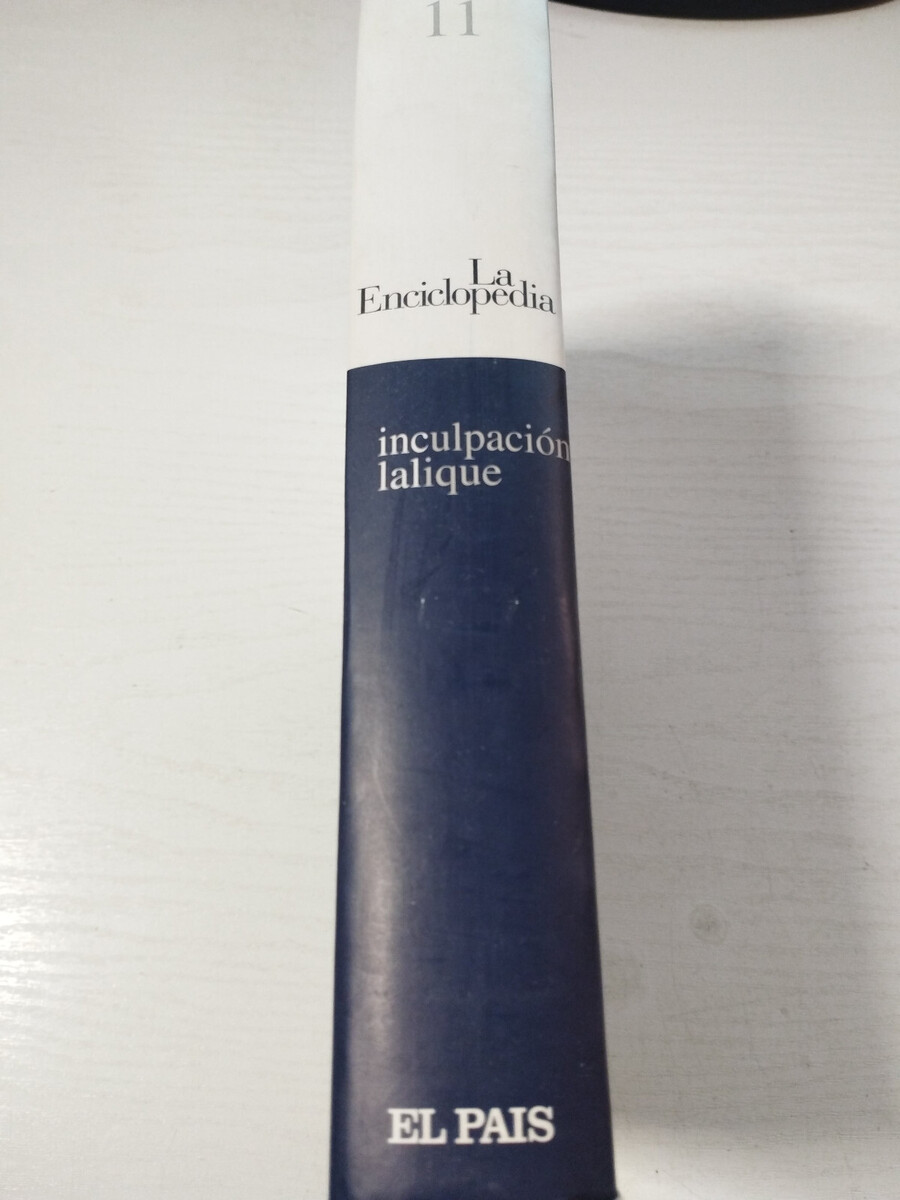 11
La
Enciclopedia
inculpación
lalique
EL PAIS